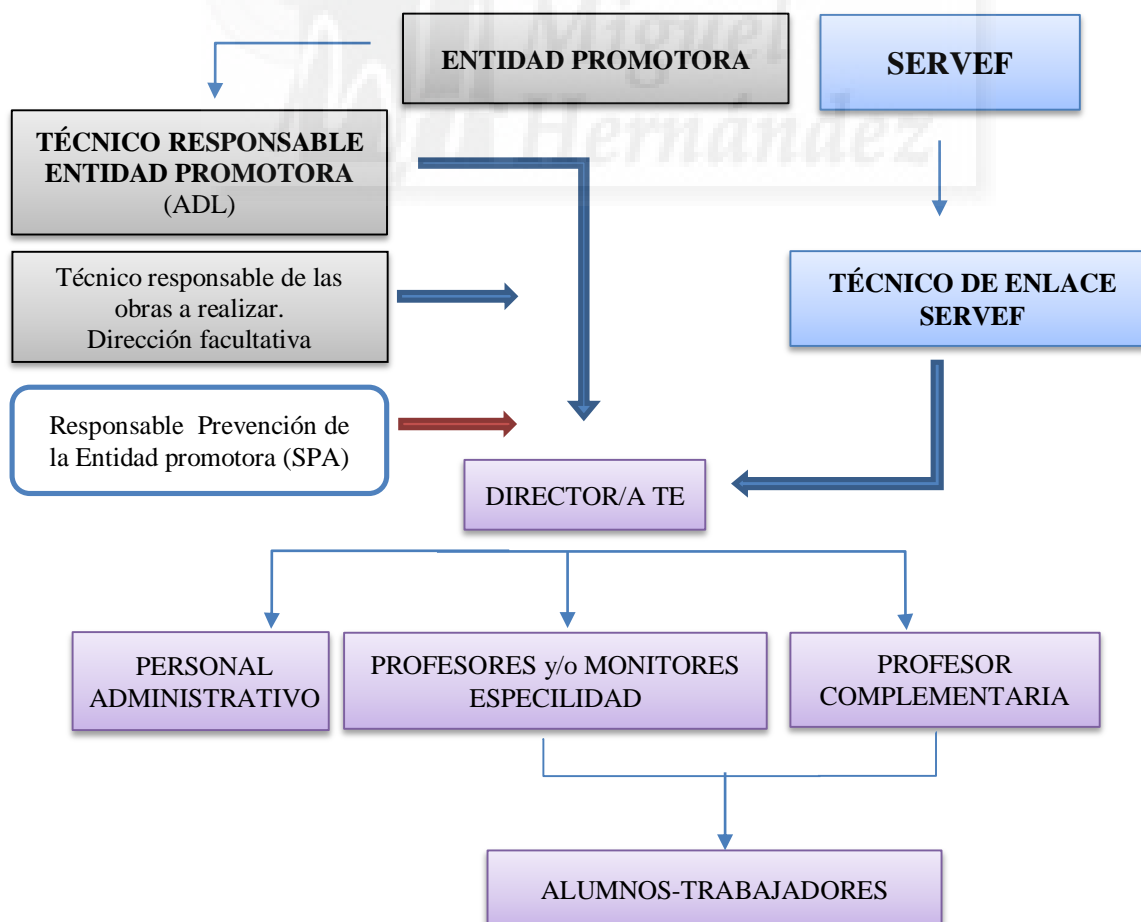 Miguel
Hernández
ENTIDAD PROMOTORA
SERVEF
TÉCNICO RESPONSABLE
ENTIDAD PROMOTORA
(ADL)
Técnico responsable de las
obras a realizar.
Dirección facultativa
TÉCNICO DE ENLACE
SERVEF
Responsable Prevención de
la Entidad promotora (SPA)
DIRECTOR/A TE
PERSONAL
ADMINISTRATIVO
PROFESORES y/o MONITORES
ESPECILIDAD
PROFESOR
COMPLEMENTARIA
ALUMNOS-TRABAJADORES